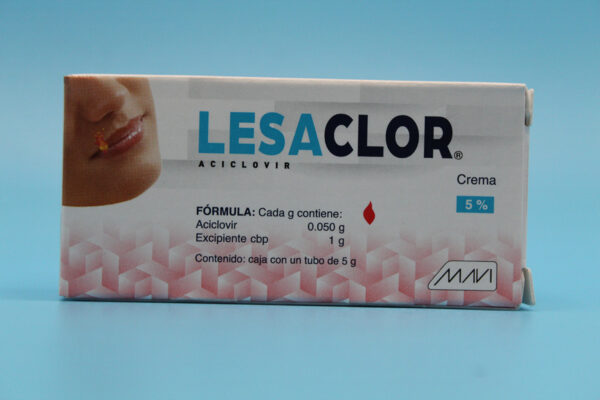 LESACLOR®
ACICLOVIR
Crema
5 %
FÓRMULA: Cada g contiene:
Aciclovir 0.050 g
Excipiente cbp 1 g
Contenido: caja con un tubo de 5 g
MAVI